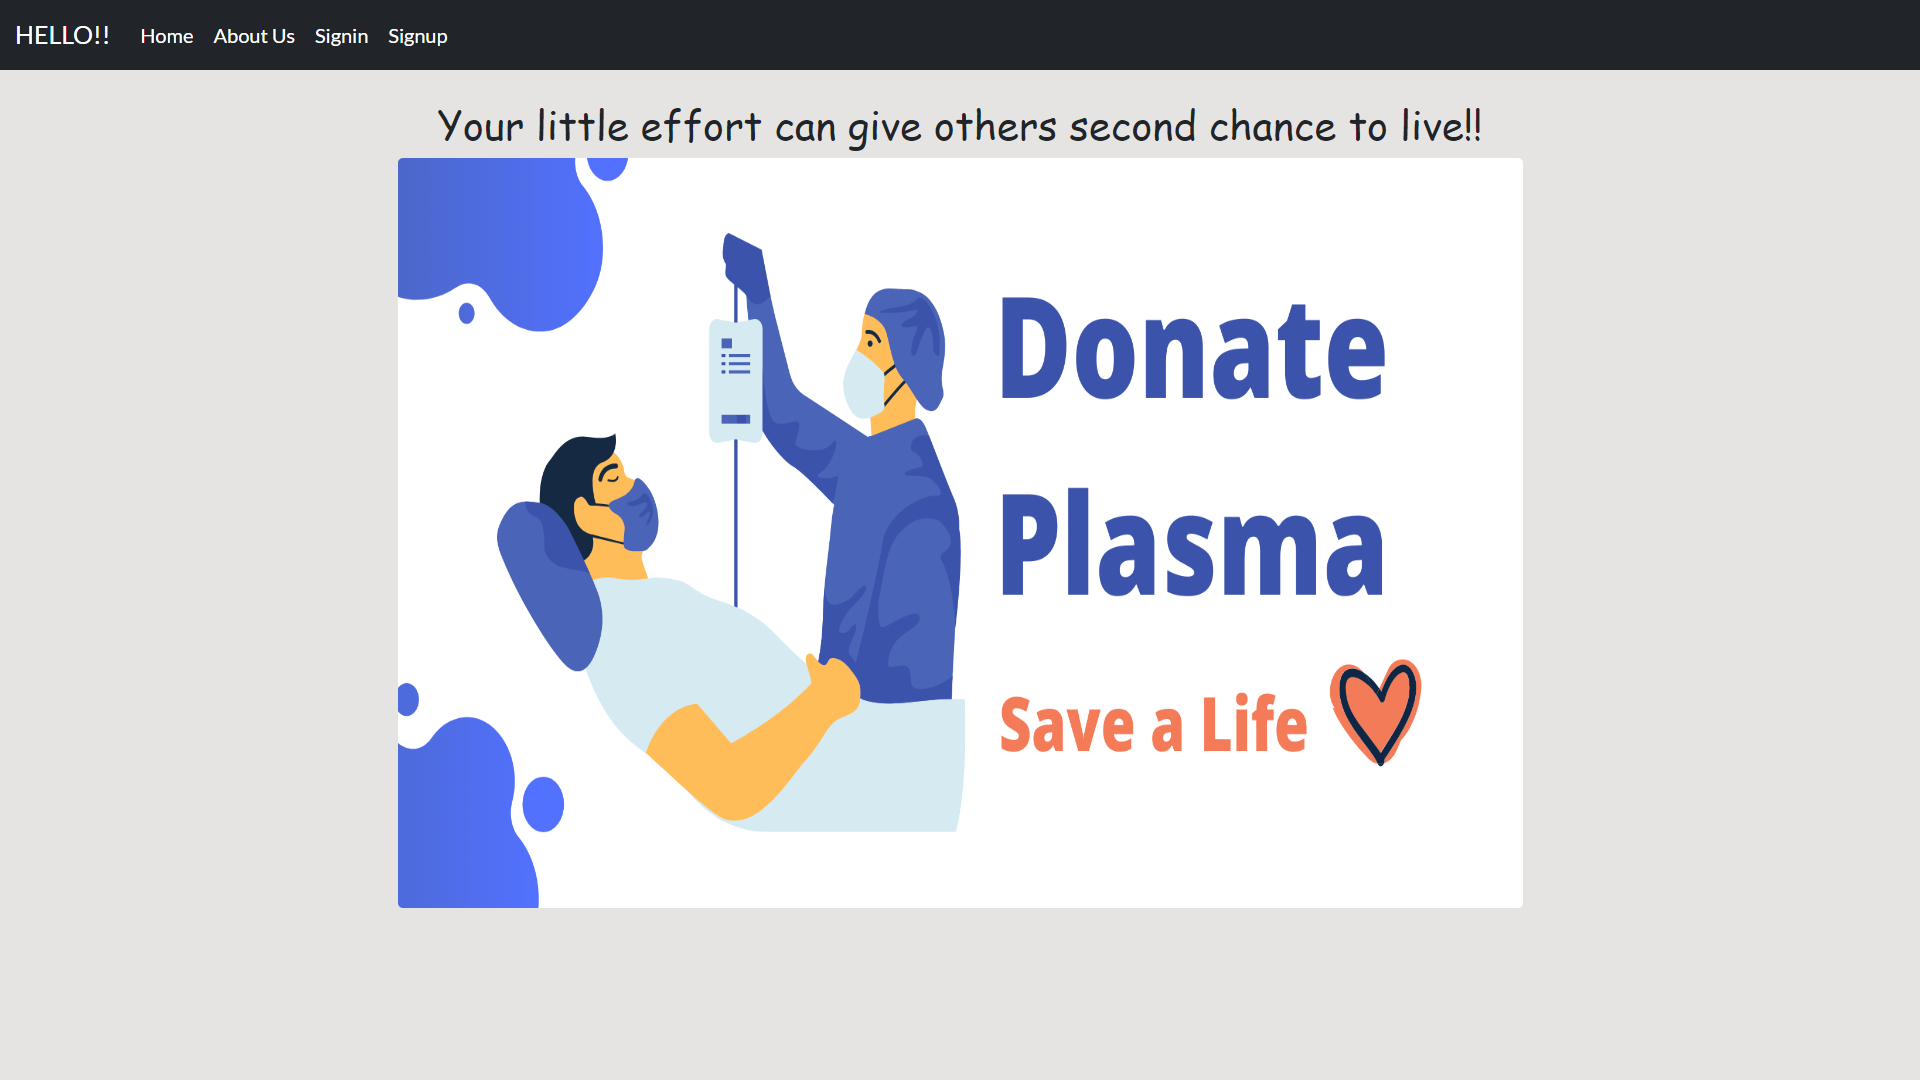 HELLO!! Home About Us Signin Signup
Your little effort can give others second chance to live!!
Donate
Plasma
Save a Life